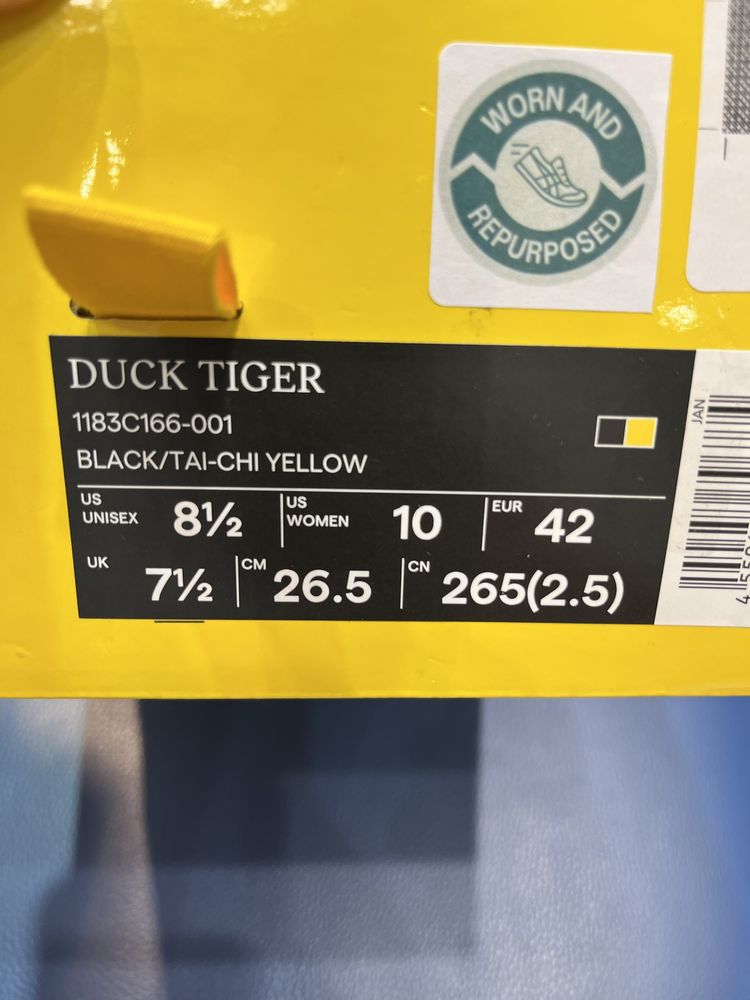 WORN AND
REPURPOSED
DUCK TIGER
1183C166-001
BLACK/TAI-CHI YELLOW
US UNISEX 8½ US WOMEN 10 EUR 42
UK 7½ CM 26.5 CN 265(2.5)
JAN